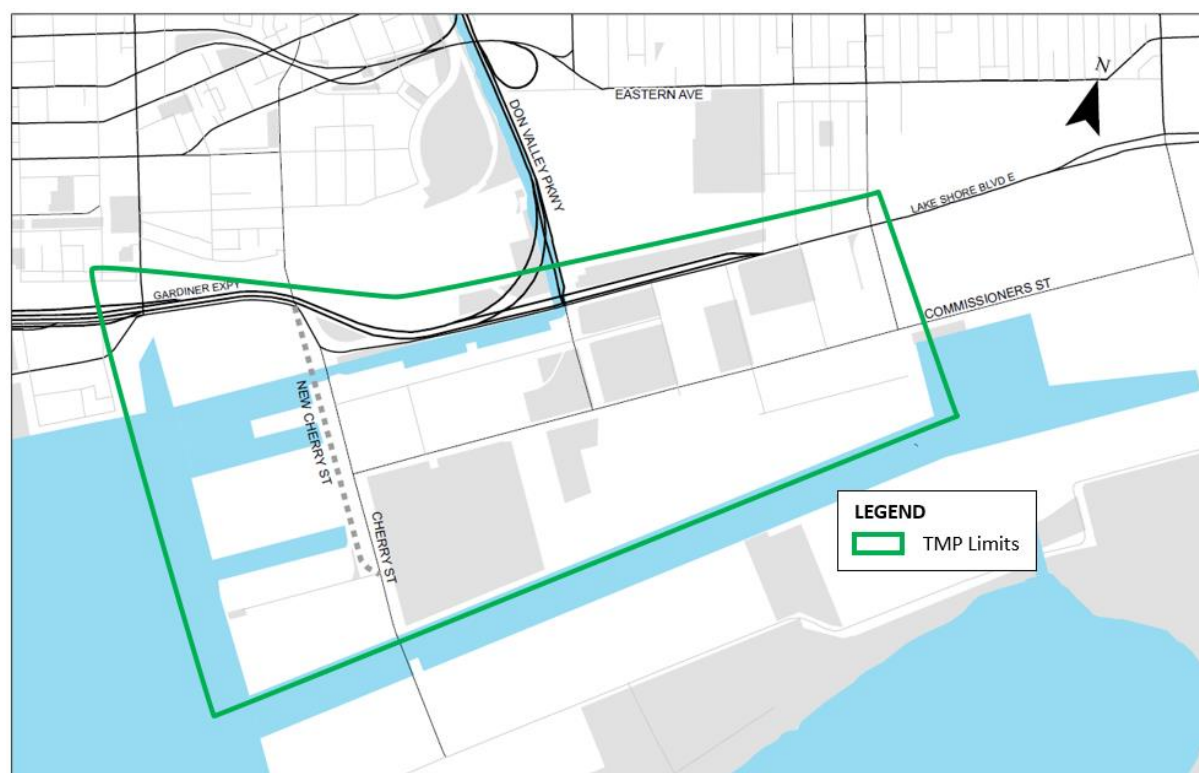 N
EASTERN AVE
DON VALLEY PKWY
LAKE SHORE BLVD E
GARDINER EXPY
COMMISSIONERS ST
NEW CHERRY ST
CHERRY ST
LEGEND
TMP Limits